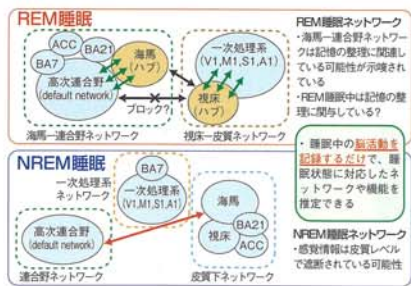 REM睡眠
ACC
BA21
BA7
海馬
(ハブ)
高次連合野
(default network)
ブロック?
一次処理系
(V1,M1,S1,A1)
視床
(ハブ)
海馬ー連合野ネットワーク
視床ー皮質ネットワーク
REM睡眠ネットワーク
・海馬ー連合野ネットワ
ークは記憶の整理に関連し
ている可能性が示唆され
ている
・REM睡眠中は記憶の整
理に関与している?
・睡眠中の脳活動を
記録するだけで、睡
眠状態に対応したネ
ットワークや機能を
推定できる
NREM睡眠
BA7
一次処理系
ネットワーク
一次処理系
(V1,M1,S1,A1)
海馬
視床
BA21
ACC
高次連合野
(default network)
連合野ネットワーク
皮質下ネットワーク
NREM睡眠ネットワーク
・感覚情報は皮質レベル
で遮断されている可能性